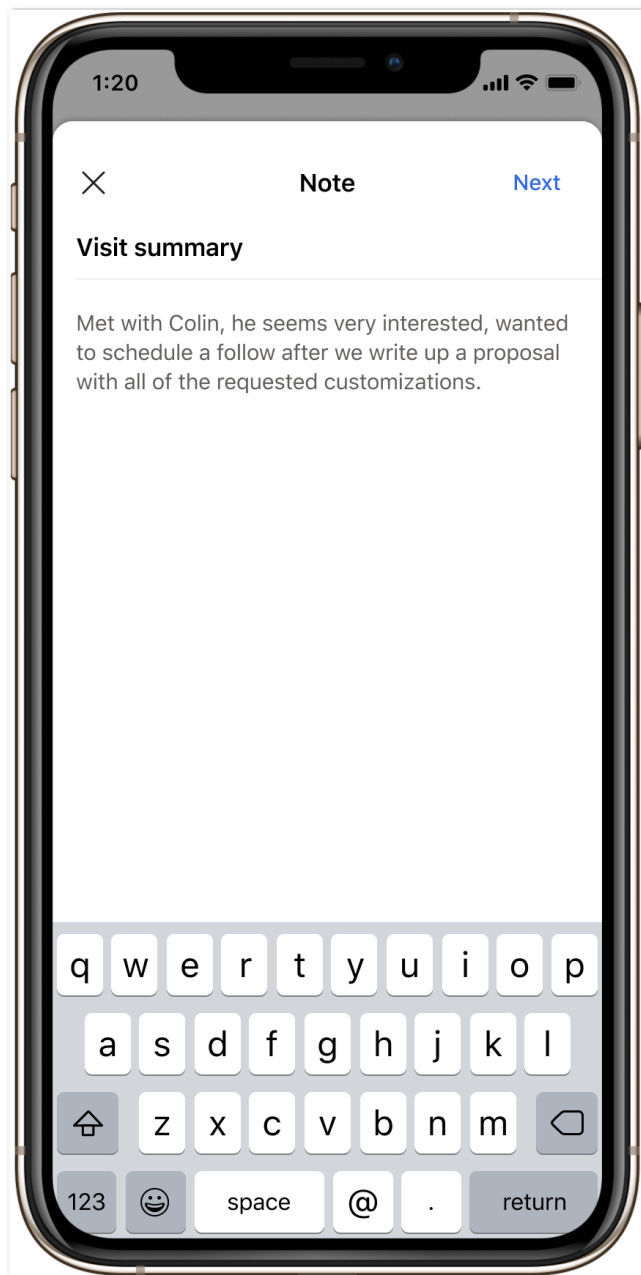 1:20
Note
Next
Visit summary
Met with Colin, he seems very interested, wanted
to schedule a follow after we write up a proposal
with all of the requested customizations.
q w e r t y u i o p
a s d f g h j k l
z x c v b n m
123 space @ . return